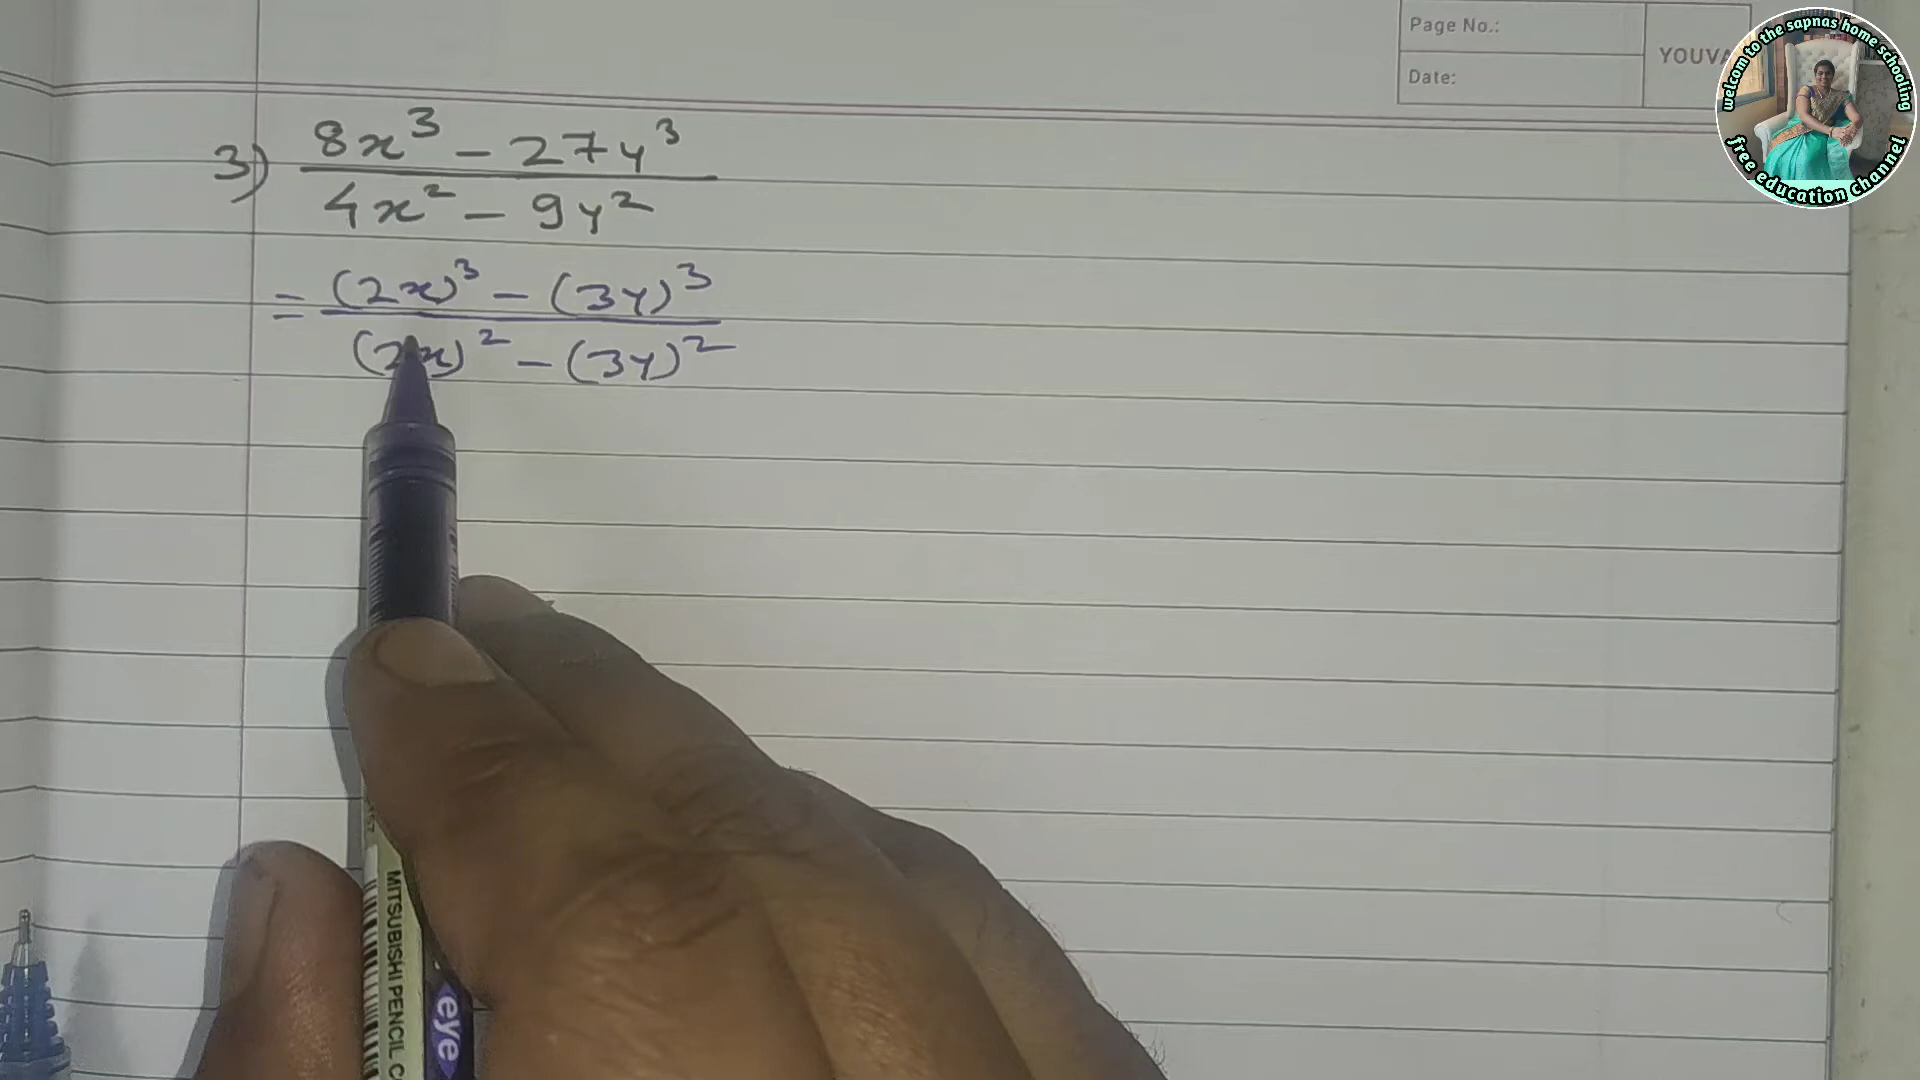 Page No.:
Date:
YOUVA
welcom to the sapnas home schooling
free education channel
3) 8x³ - 27y³
4x² - 9y²
= (2x)³ - (3y)³
(2x)² - (3y)²
MITSUBISHI PENCIL C
eye